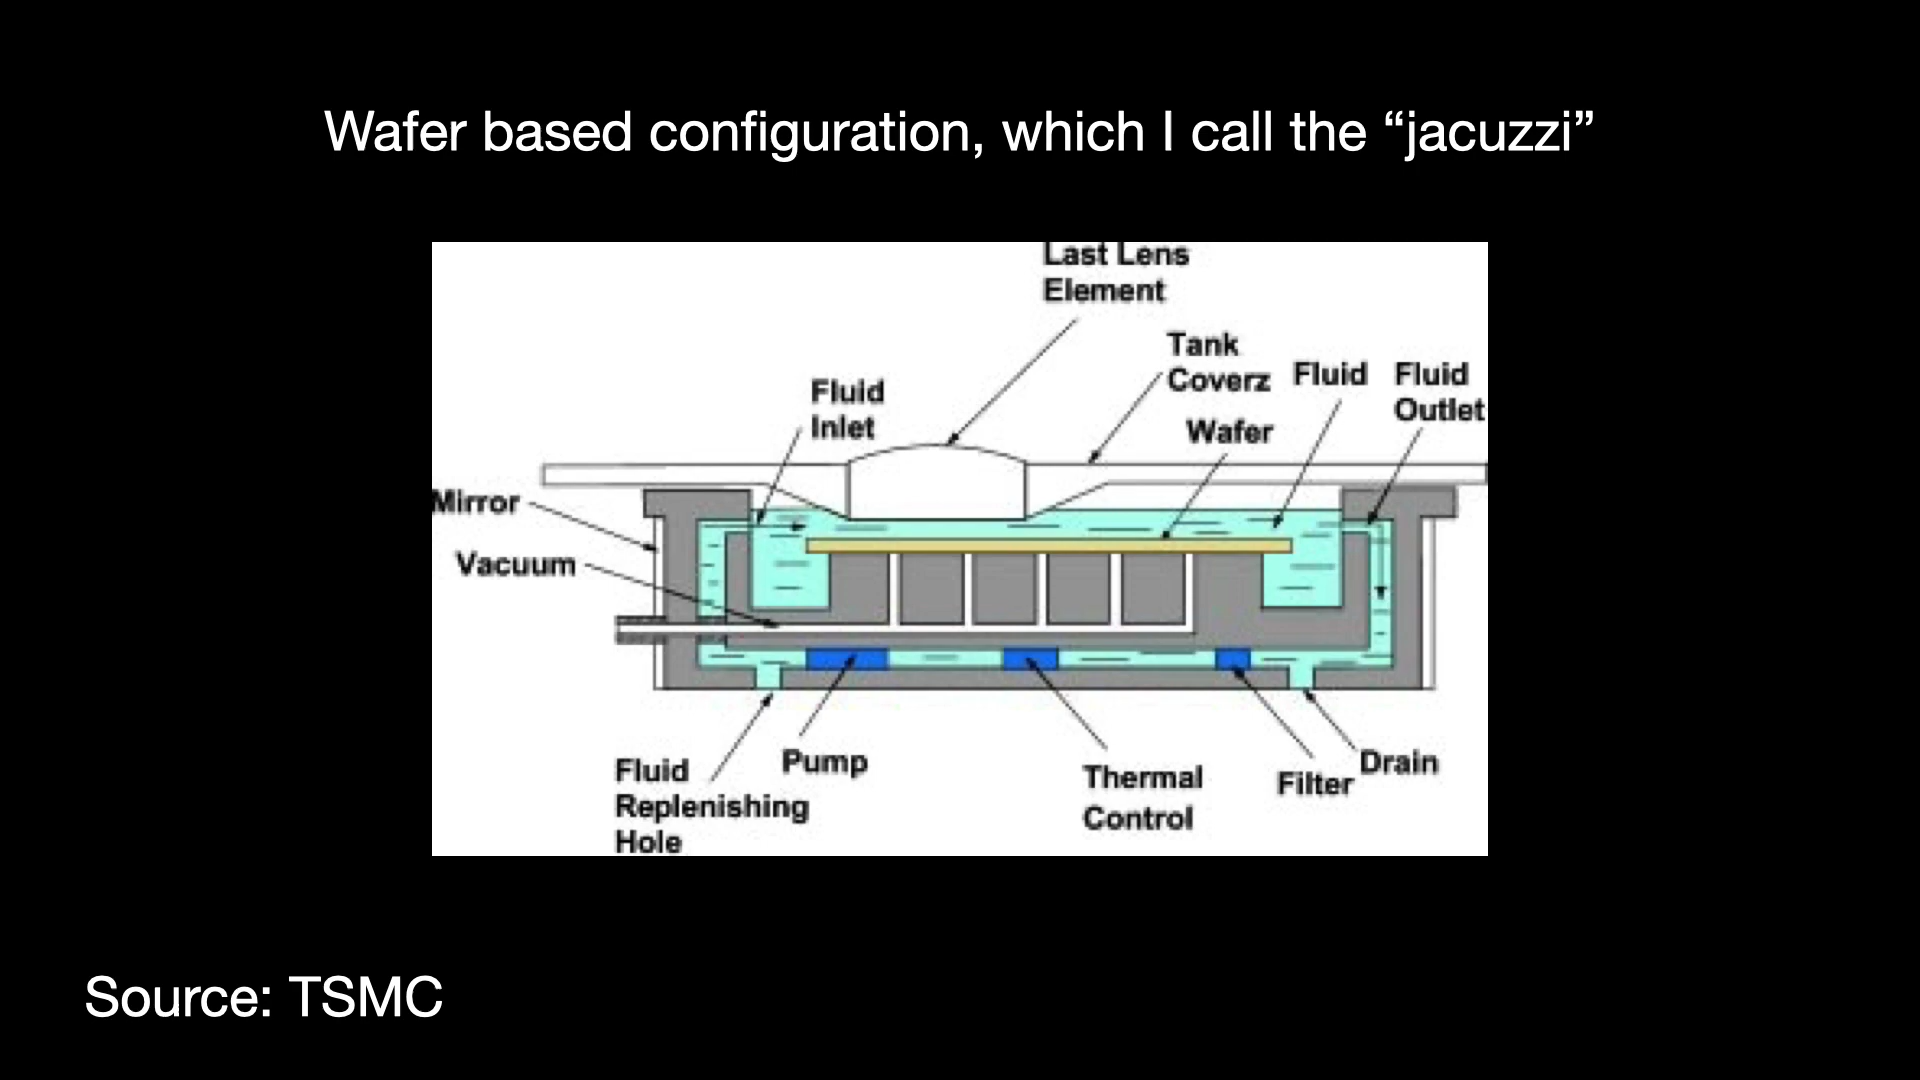 Wafer based configuration, which I call the “jacuzzi”
Last Lens
Element
Tank
Coverz
Fluid
Fluid
Outlet
Fluid
Inlet
Wafer
Mirror
Vacuum
Fluid
Replenishing
Hole
Pump
Thermal
Control
Filter
Drain
Source: TSMC